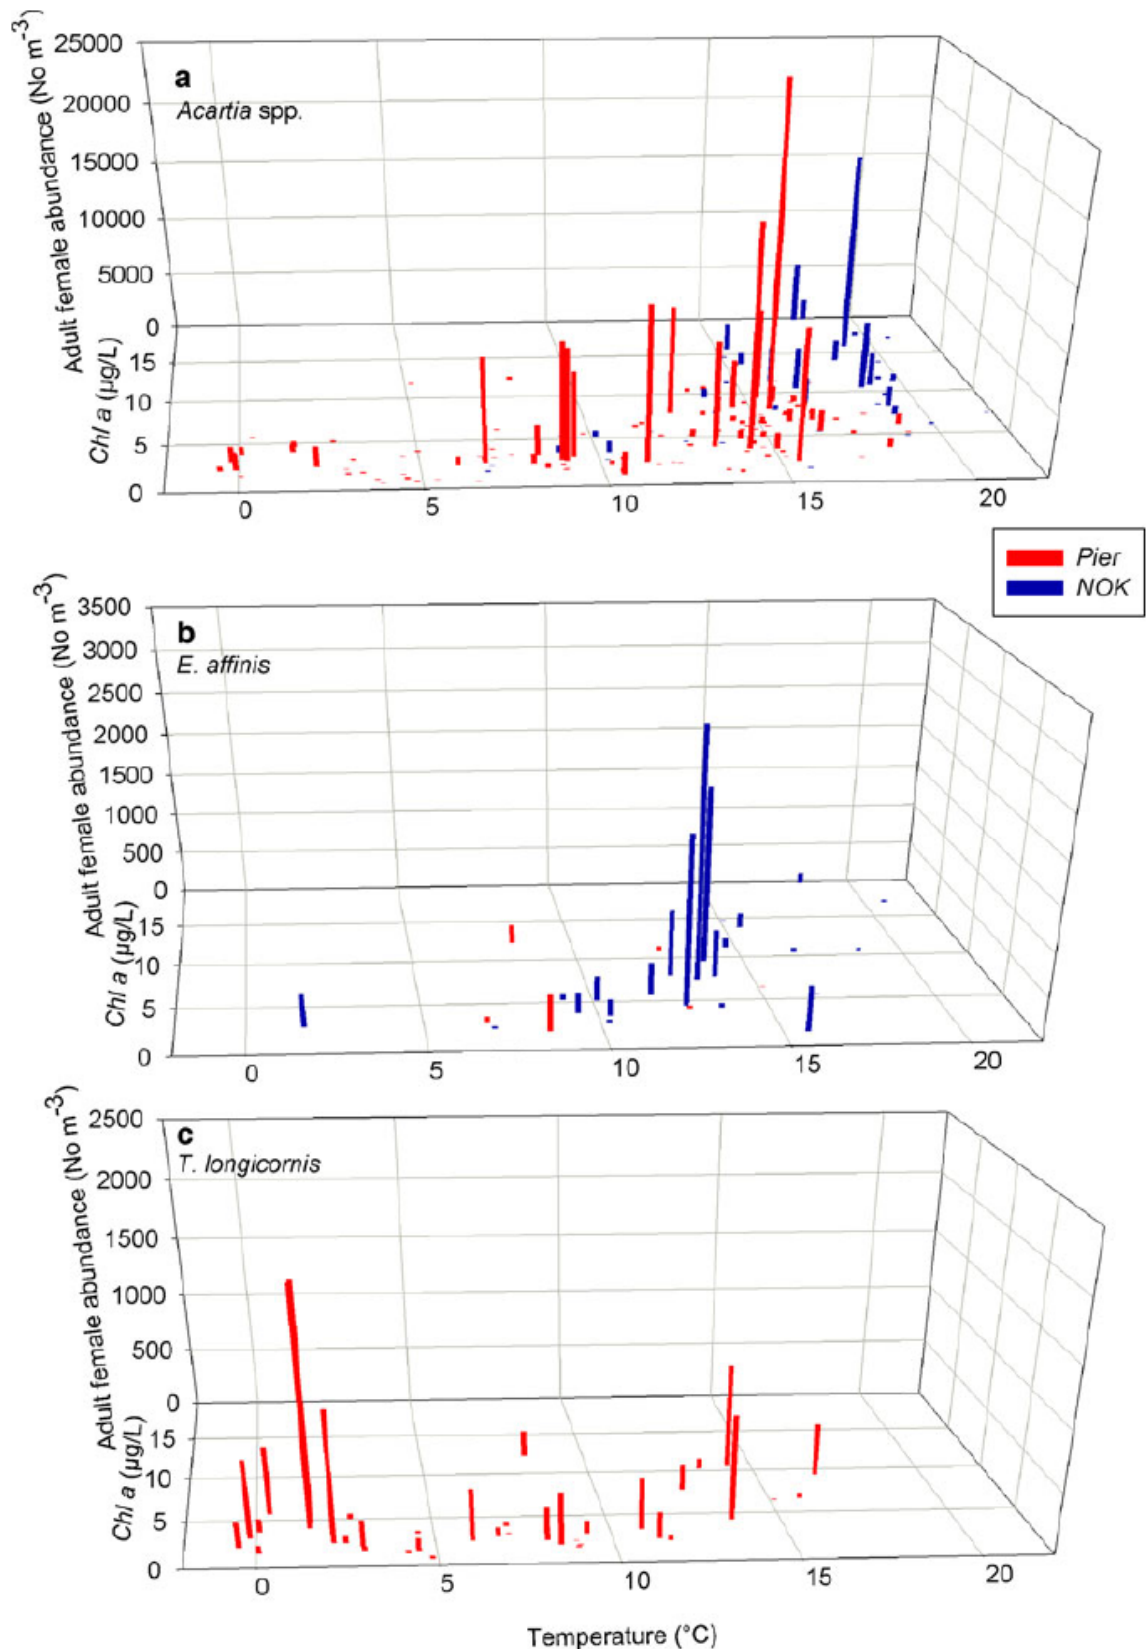 a
Acartia spp.
Adult female abundance (No m⁻³)
25000
20000
15000
10000
5000
0
Chl a (µg/L)
15
10
5
0
0 5 10 15 20
Pier
NOK
b
E. affinis
Adult female abundance (No m⁻³)
3500
3000
2500
2000
1500
1000
500
0
Chl a (µg/L)
15
10
5
0
0 5 10 15 20
c
T. longicornis
Adult female abundance (No m⁻³)
2500
2000
1500
1000
500
0
Chl a (µg/L)
15
10
5
0
0 5 10 15 20
Temperature (°C)